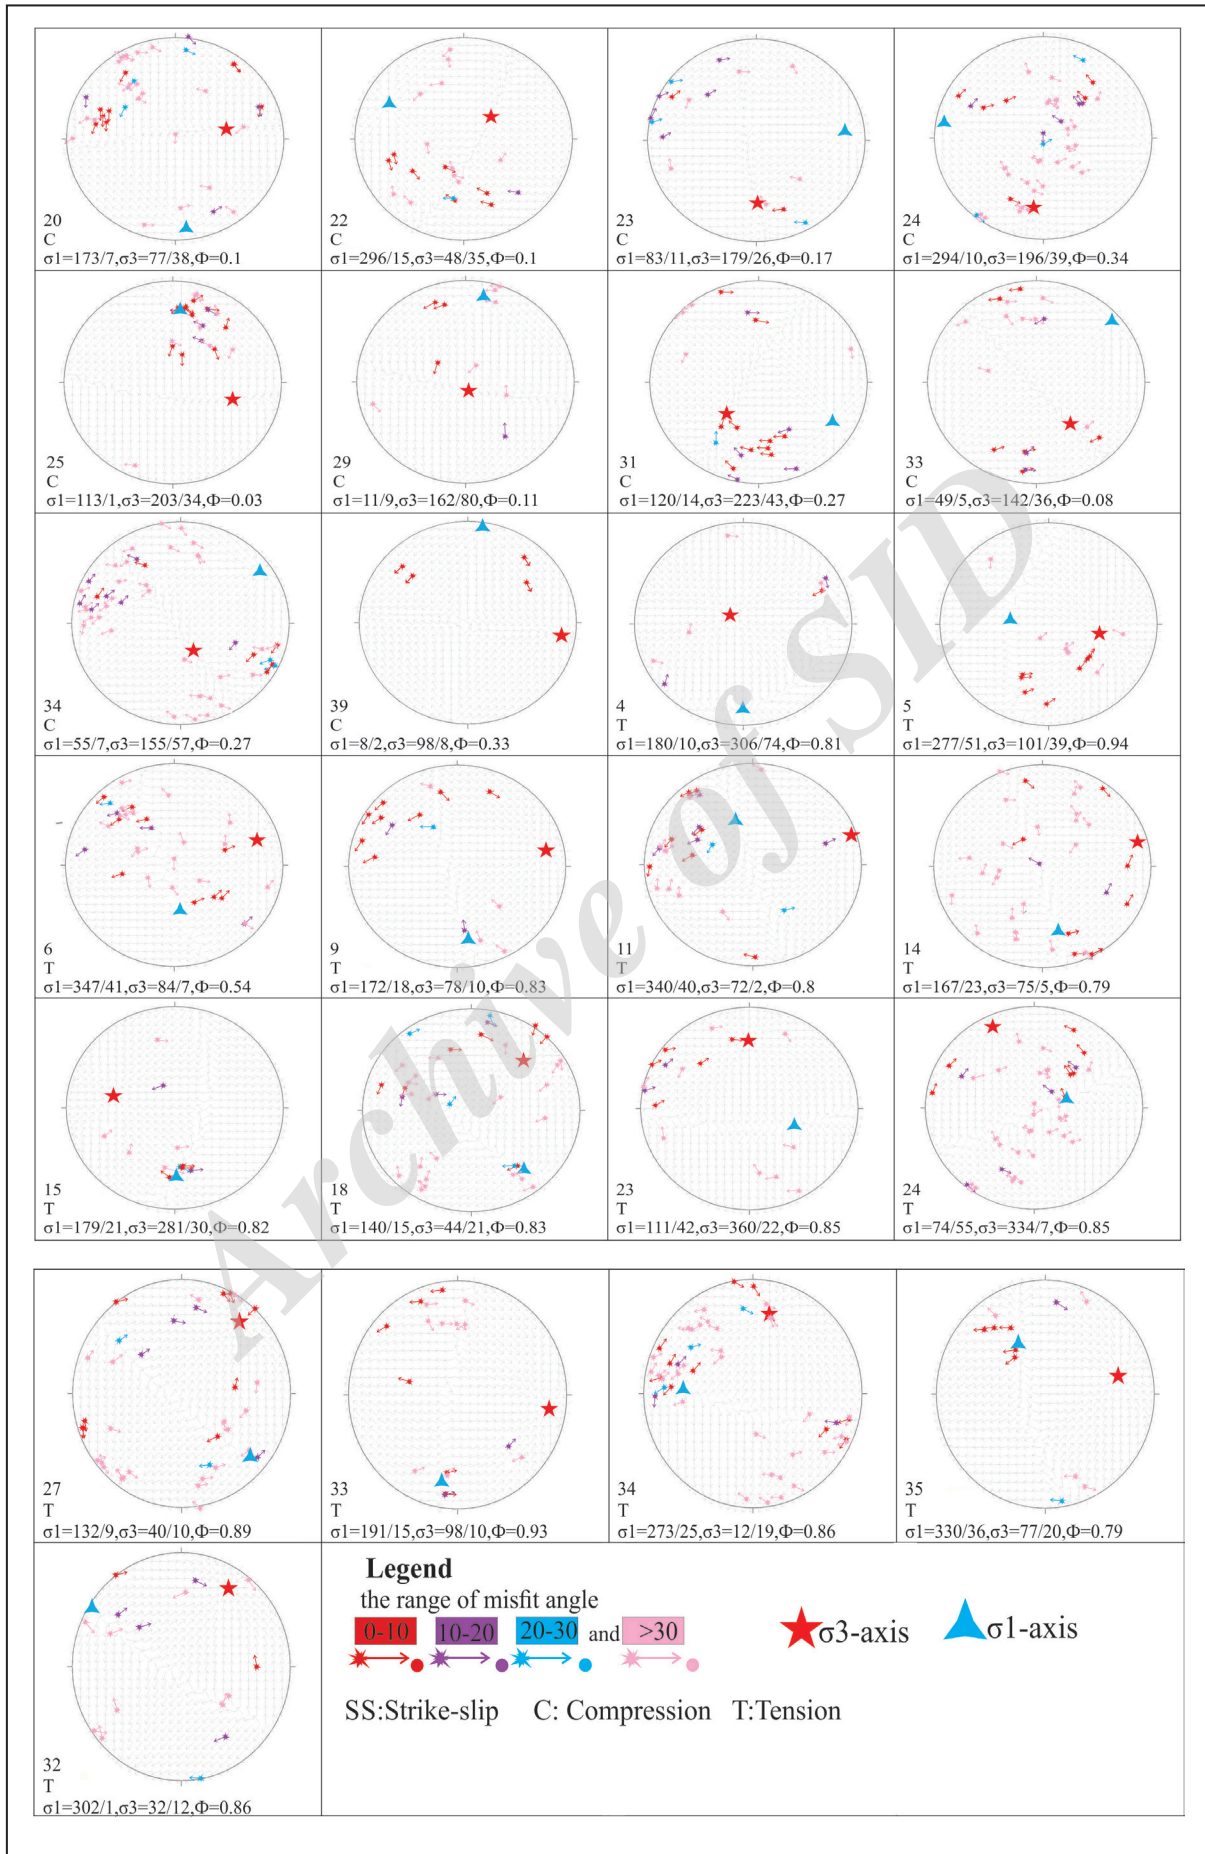 20
C
σ1=173/7,σ3=77/38,Φ=0.1
22
C
σ1=296/15,σ3=48/35,Φ=0.1
23
C
σ1=83/11,σ3=179/26,Φ=0.17
24
C
σ1=294/10,σ3=196/39,Φ=0.34
25
C
σ1=113/1,σ3=203/34,Φ=0.03
29
C
σ1=11/9,σ3=162/80,Φ=0.11
31
C
σ1=120/14,σ3=223/43,Φ=0.27
33
C
σ1=49/5,σ3=142/36,Φ=0.08
34
C
σ1=55/7,σ3=155/57,Φ=0.27
39
C
σ1=8/2,σ3=98/8,Φ=0.33
4
T
σ1=180/10,σ3=306/74,Φ=0.81
5
T
σ1=277/51,σ3=101/39,Φ=0.94
6
T
σ1=347/41,σ3=84/7,Φ=0.54
9
T
σ1=172/18,σ3=78/10,Φ=0.83
11
T
σ1=340/40,σ3=72/2,Φ=0.8
14
T
σ1=167/23,σ3=75/5,Φ=0.79
15
T
σ1=179/21,σ3=281/30,Φ=0.82
18
T
σ1=140/15,σ3=44/21,Φ=0.83
23
T
σ1=111/42,σ3=360/22,Φ=0.85
24
T
σ1=74/55,σ3=334/7,Φ=0.85
27
T
σ1=132/9,σ3=40/10,Φ=0.89
33
T
σ1=191/15,σ3=98/10,Φ=0.93
34
T
σ1=273/25,σ3=12/19,Φ=0.86
35
T
σ1=330/36,σ3=77/20,Φ=0.79
32
T
σ1=302/1,σ3=32/12,Φ=0.86
Legend
the range of misfit angle
0-10 10-20 20-30 and >30
σ3-axis σ1-axis
SS:Strike-slip C: Compression T:Tension
Archive of SID